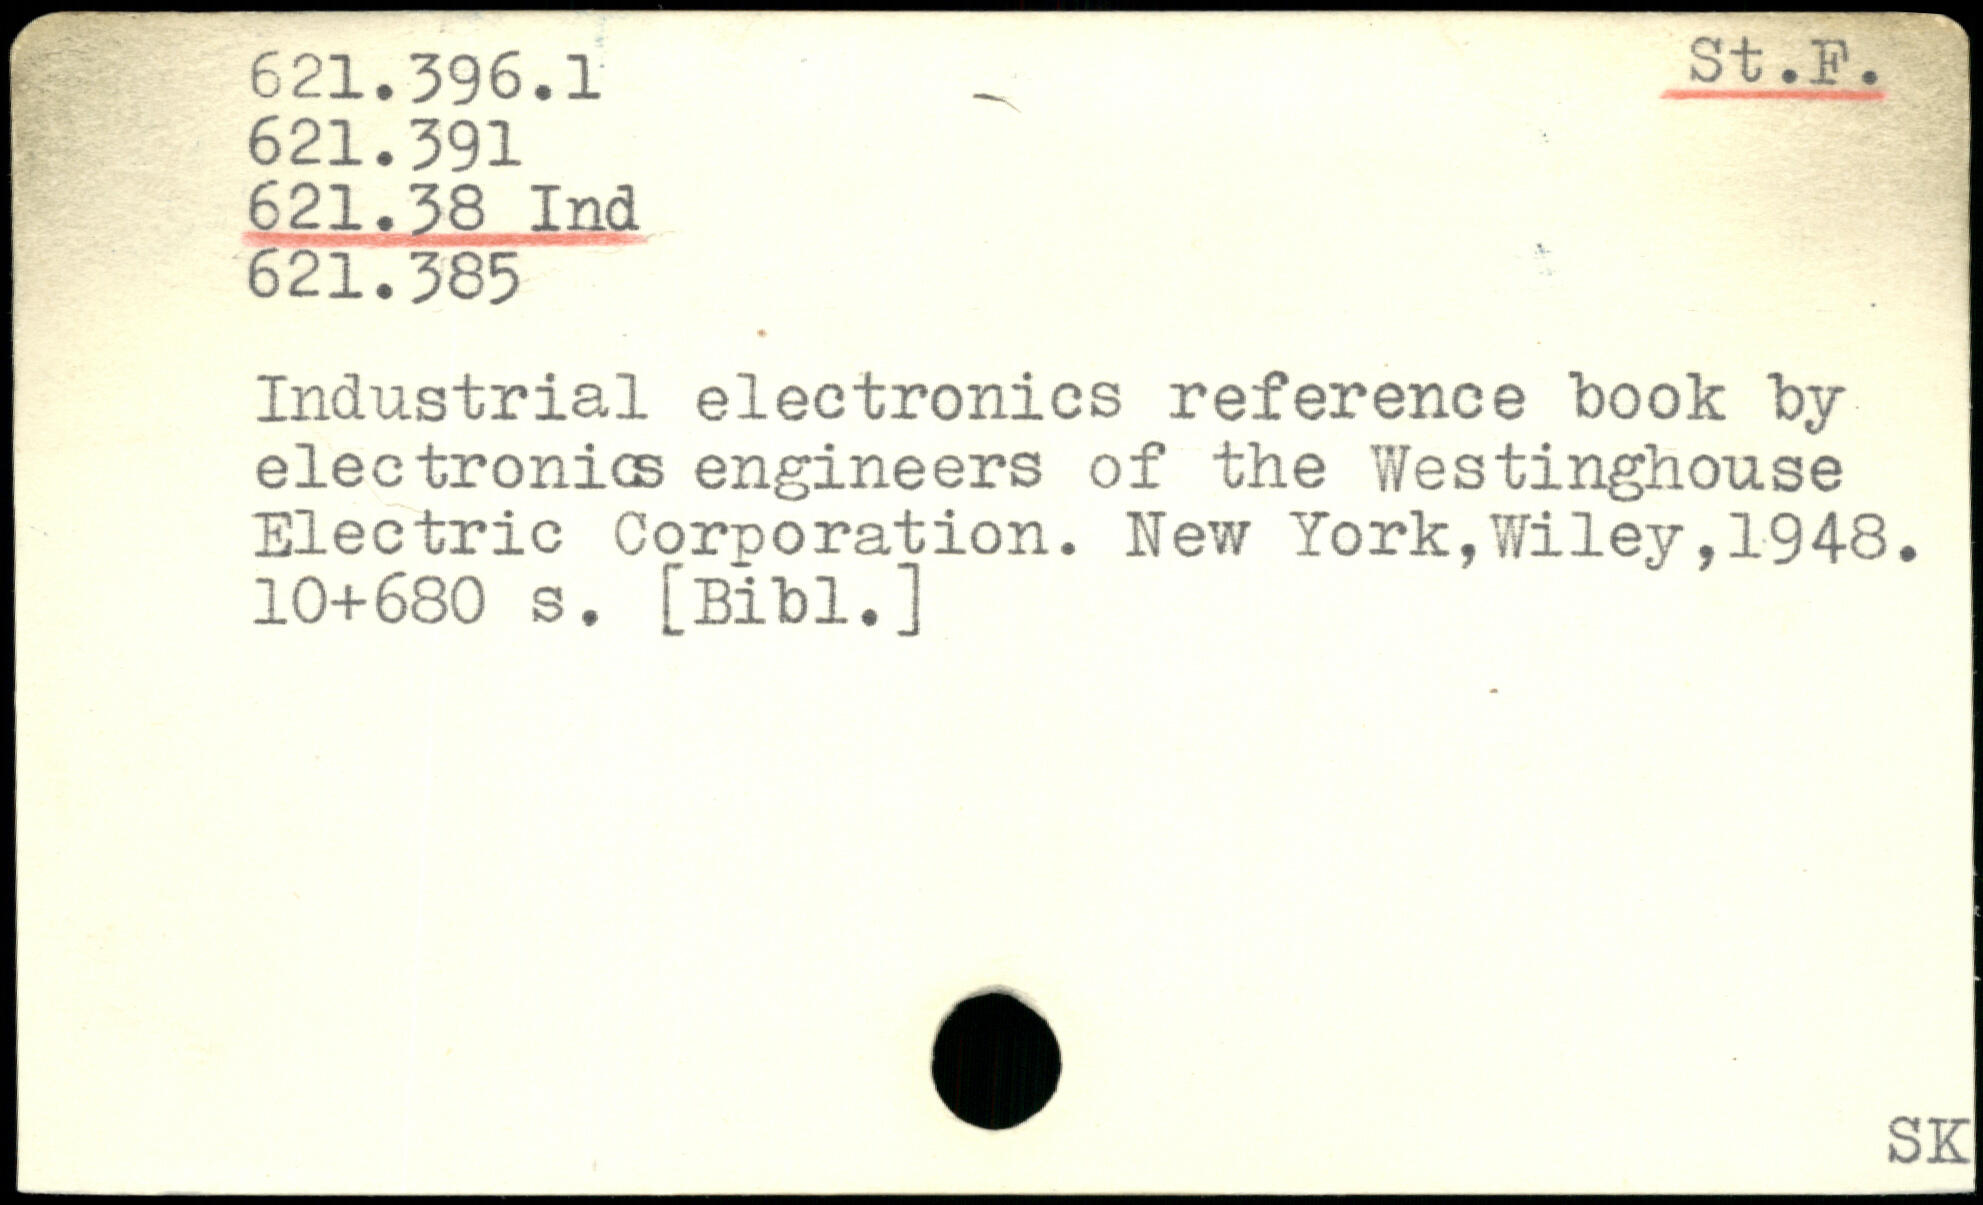 621.396.1
St.F.
621.391
621.38 Ind
621.385
Industrial electronics reference book by
electronics engineers of the Westinghouse
Electric Corporation. New York,Wiley,1948.
10+680 s. [Bibl.]
SK